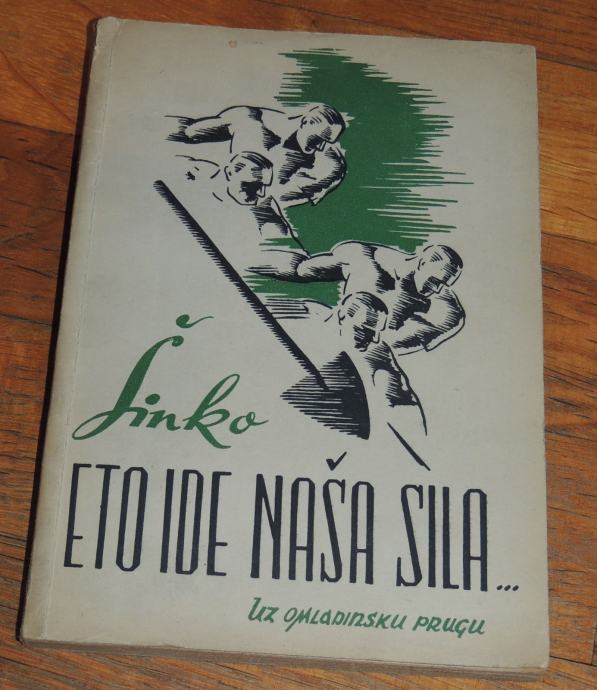 Šinko
ETO IDE NAŠA SILA...
Uz OMLADINSKU PRUGU